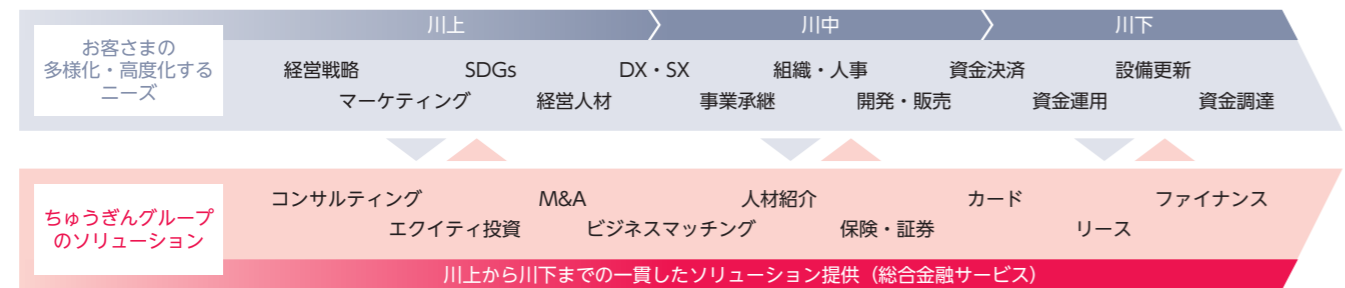 川上 川中 川下
お客さまの
多様化・高度化する
ニーズ
経営戦略 SDGs DX・SX 組織・人事 資金決済 設備更新
マーケティング 経営人材 事業承継 開発・販売 資金運用 資金調達
ちゅうぎんグループ
のソリューション
コンサルティング M&A 人材紹介 カード ファイナンス
エクイティ投資 ビジネスマッチング 保険・証券 リース
川上から川下までの一貫したソリューション提供（総合金融サービス）